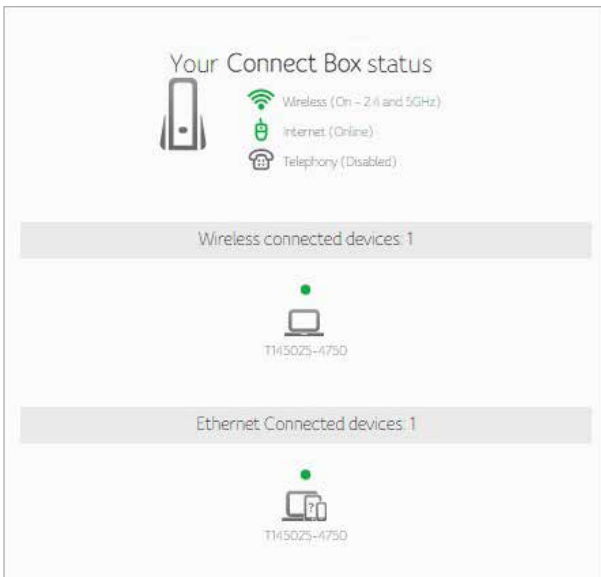 Your Connect Box status
Wireless (On – 2.4 and 5GHz)
Internet (Online)
Telephony (Disabled)
Wireless connected devices: 1
T145025-4750
Ethernet Connected devices: 1
?
T145025-4750